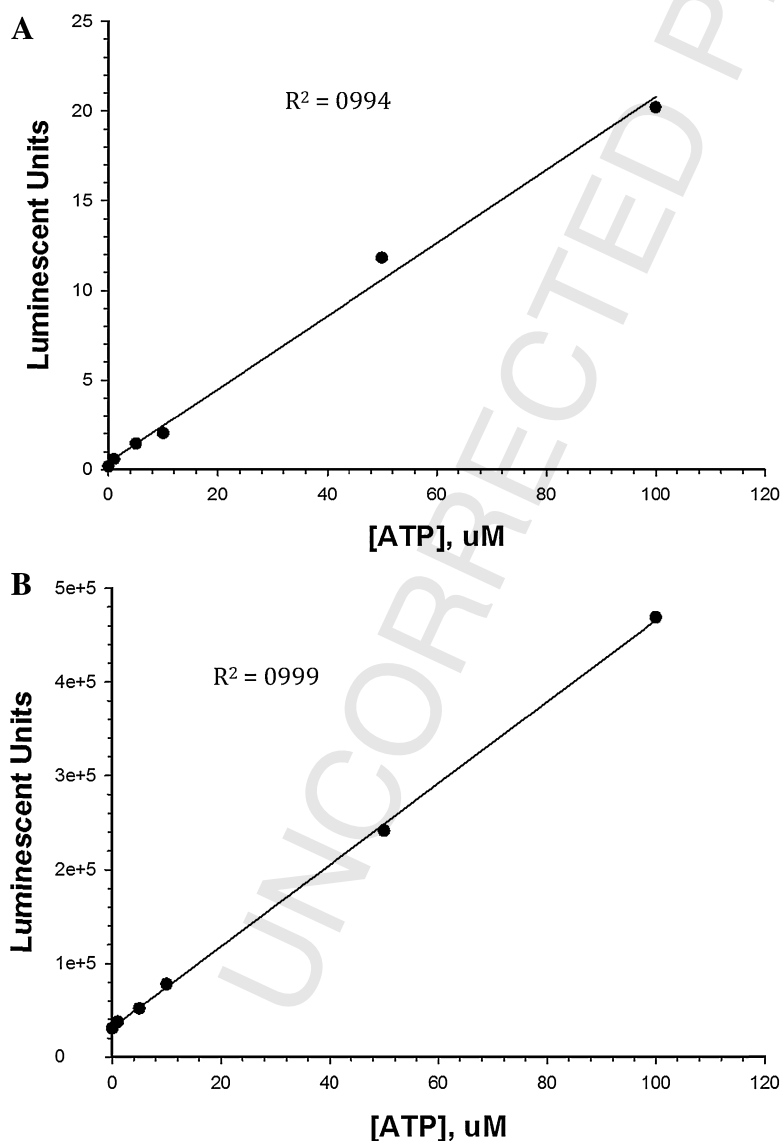 A
25
20
15
10
5
0
Luminescent Units
R² = 0994
0 20 40 60 80 100 120
[ATP], uM
B
5e+5
4e+5
3e+5
2e+5
1e+5
0
Luminescent Units
R² = 0999
0 20 40 60 80 100 120
[ATP], uM
UNCORRECTED P